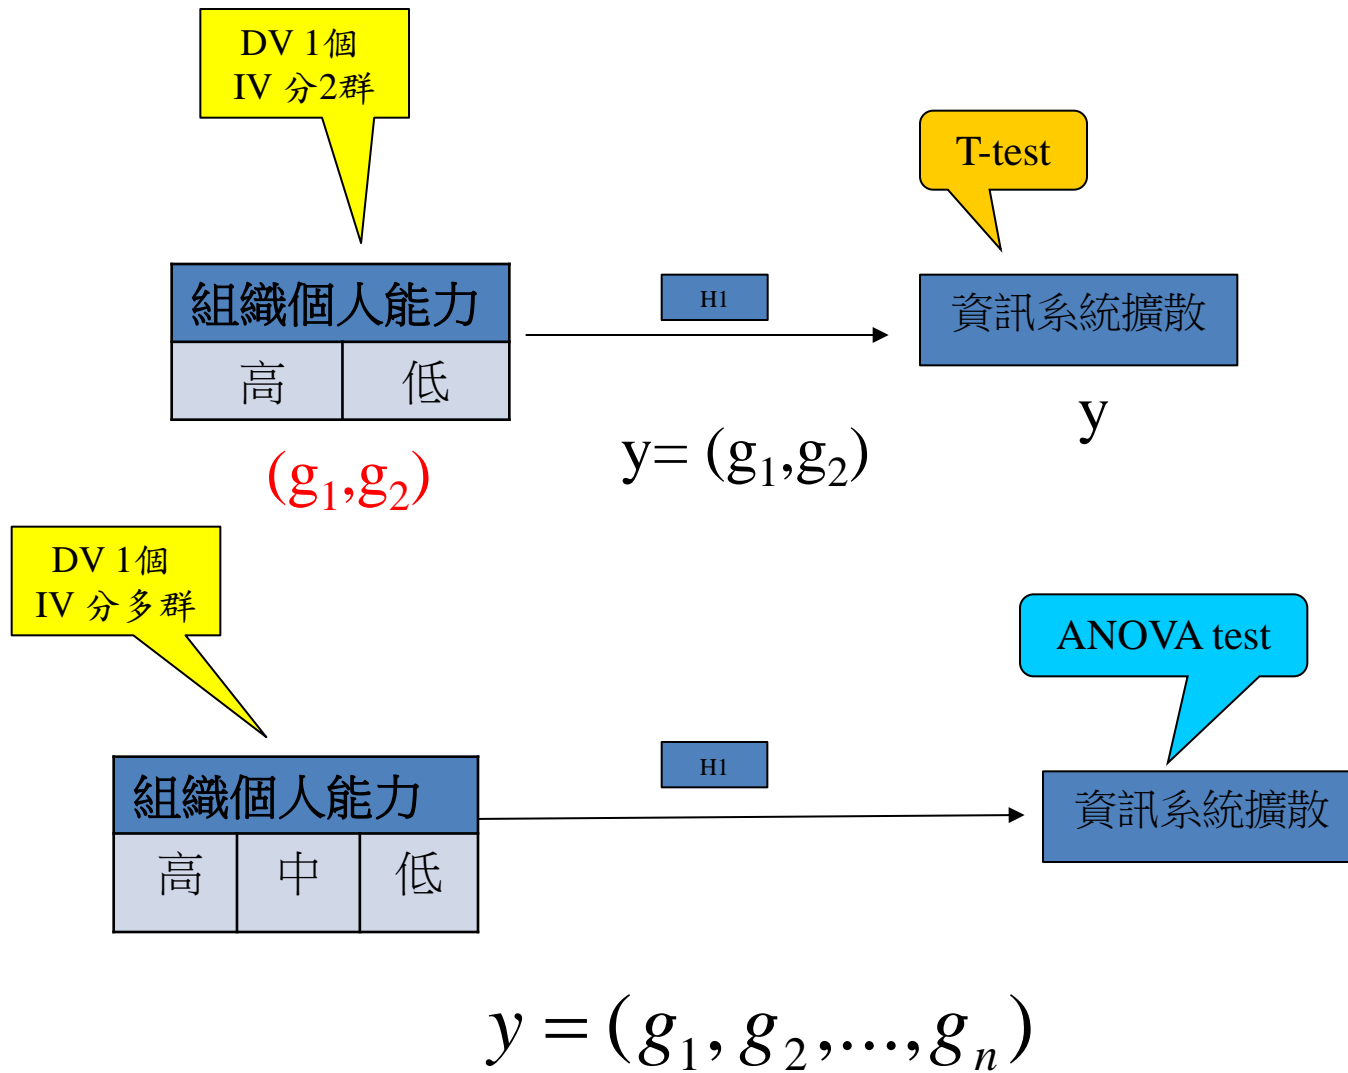 DV 1個
IV 分2群
T-test
組織個人能力
H1
資訊系統擴散
高 低
y
(g₁,g₂)
y= (g₁,g₂)
DV 1個
IV 分多群
ANOVA test
組織個人能力
H1
資訊系統擴散
高 中 低
y = (g₁, g₂,..., gₙ)